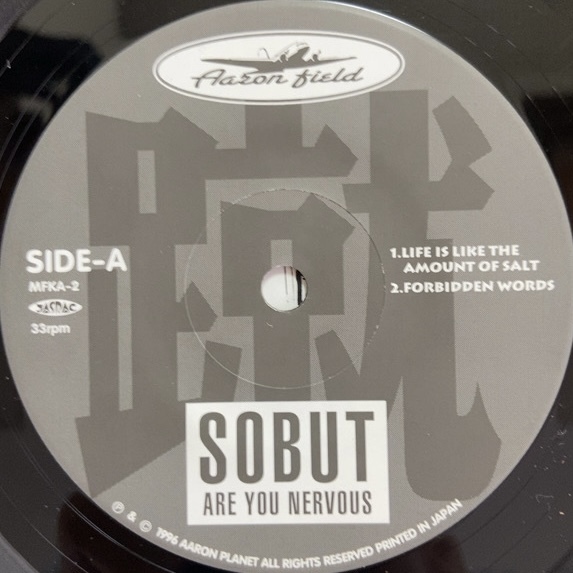 Aaron field
SIDE-A
MFKA-2
JASRAC
33rpm
1.LIFE IS LIKE THE
AMOUNT OF SALT
2.FORBIDDEN WORDS
SOBUT
ARE YOU NERVOUS
℗ & © 1996 AARON PLANET ALL RIGHTS RESERVED PRINTED IN JAPAN